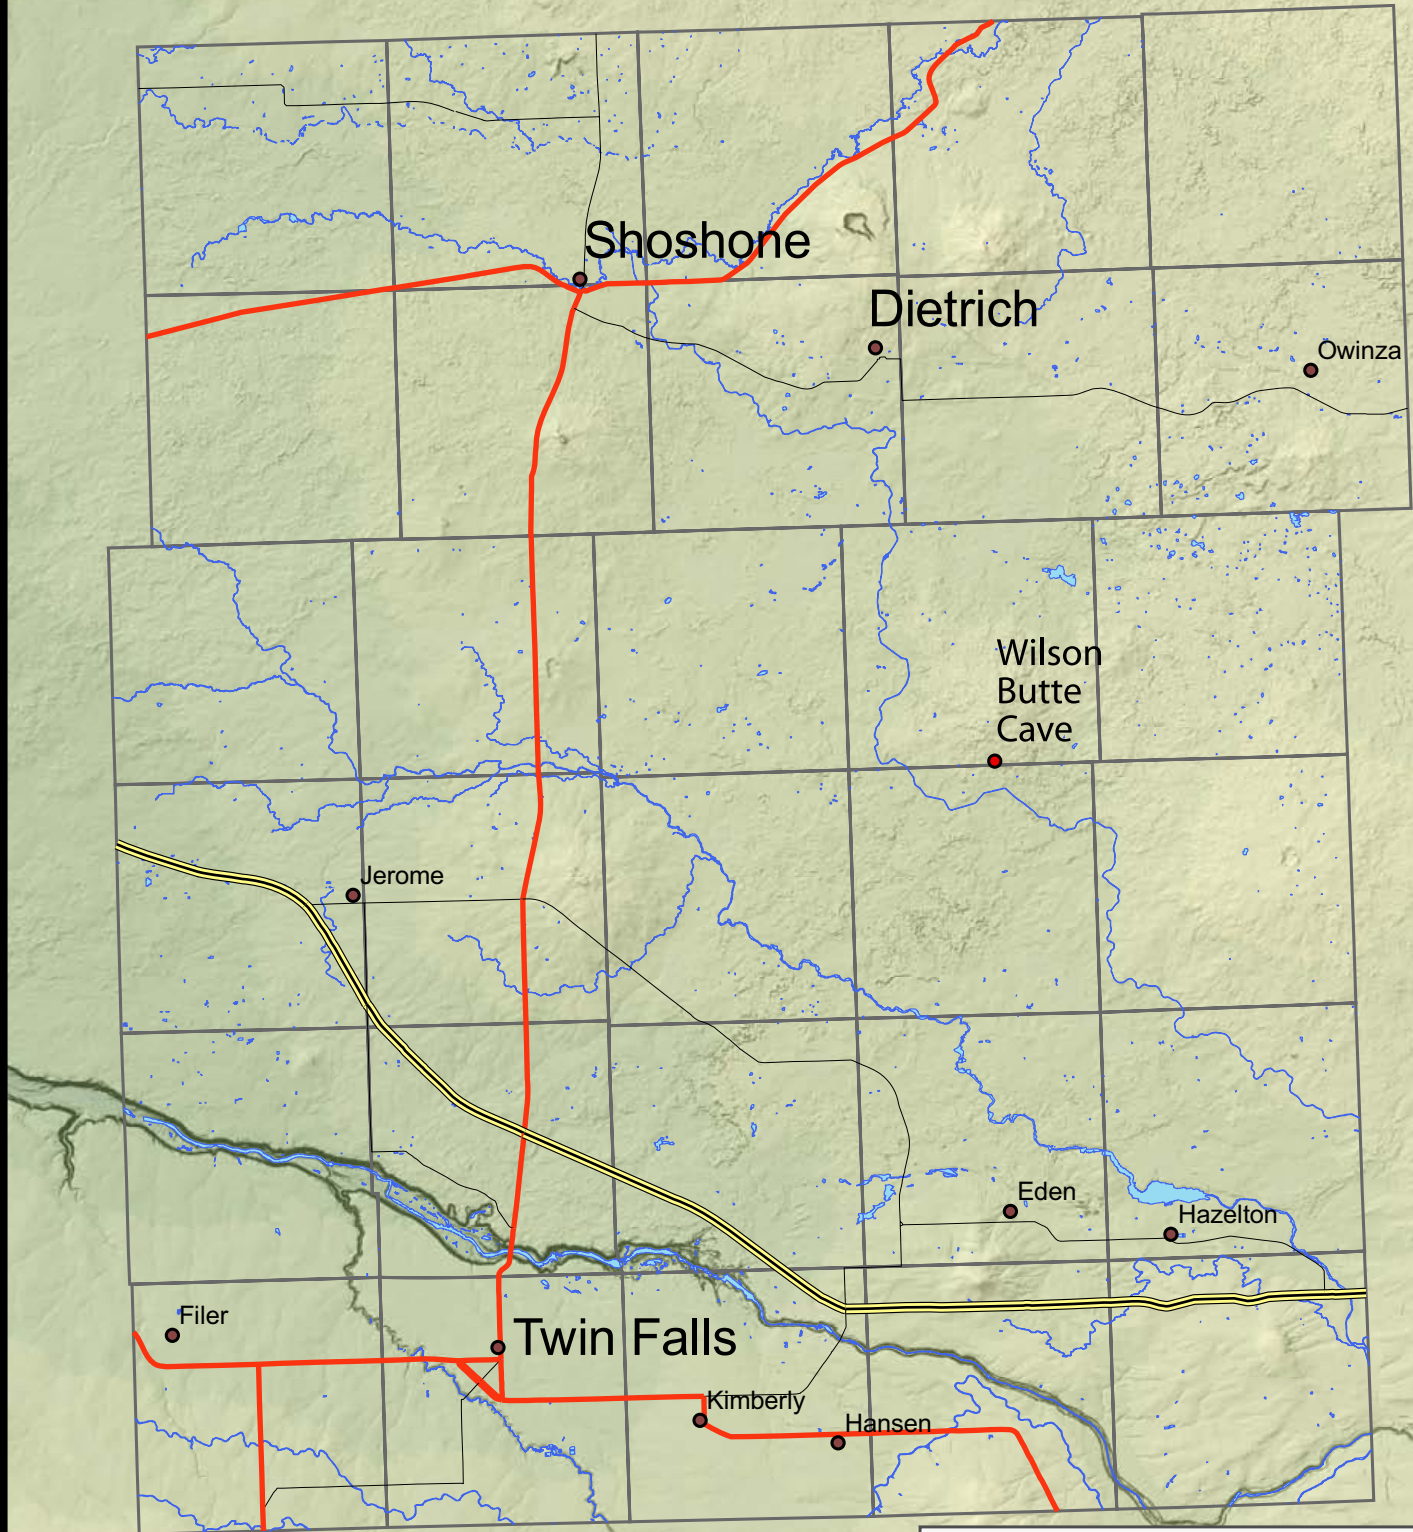 Shoshone
Dietrich
Owinza
Wilson
Butte
Cave
Jerome
Eden
Hazelton
Filer
Twin Falls
Kimberly
Hansen